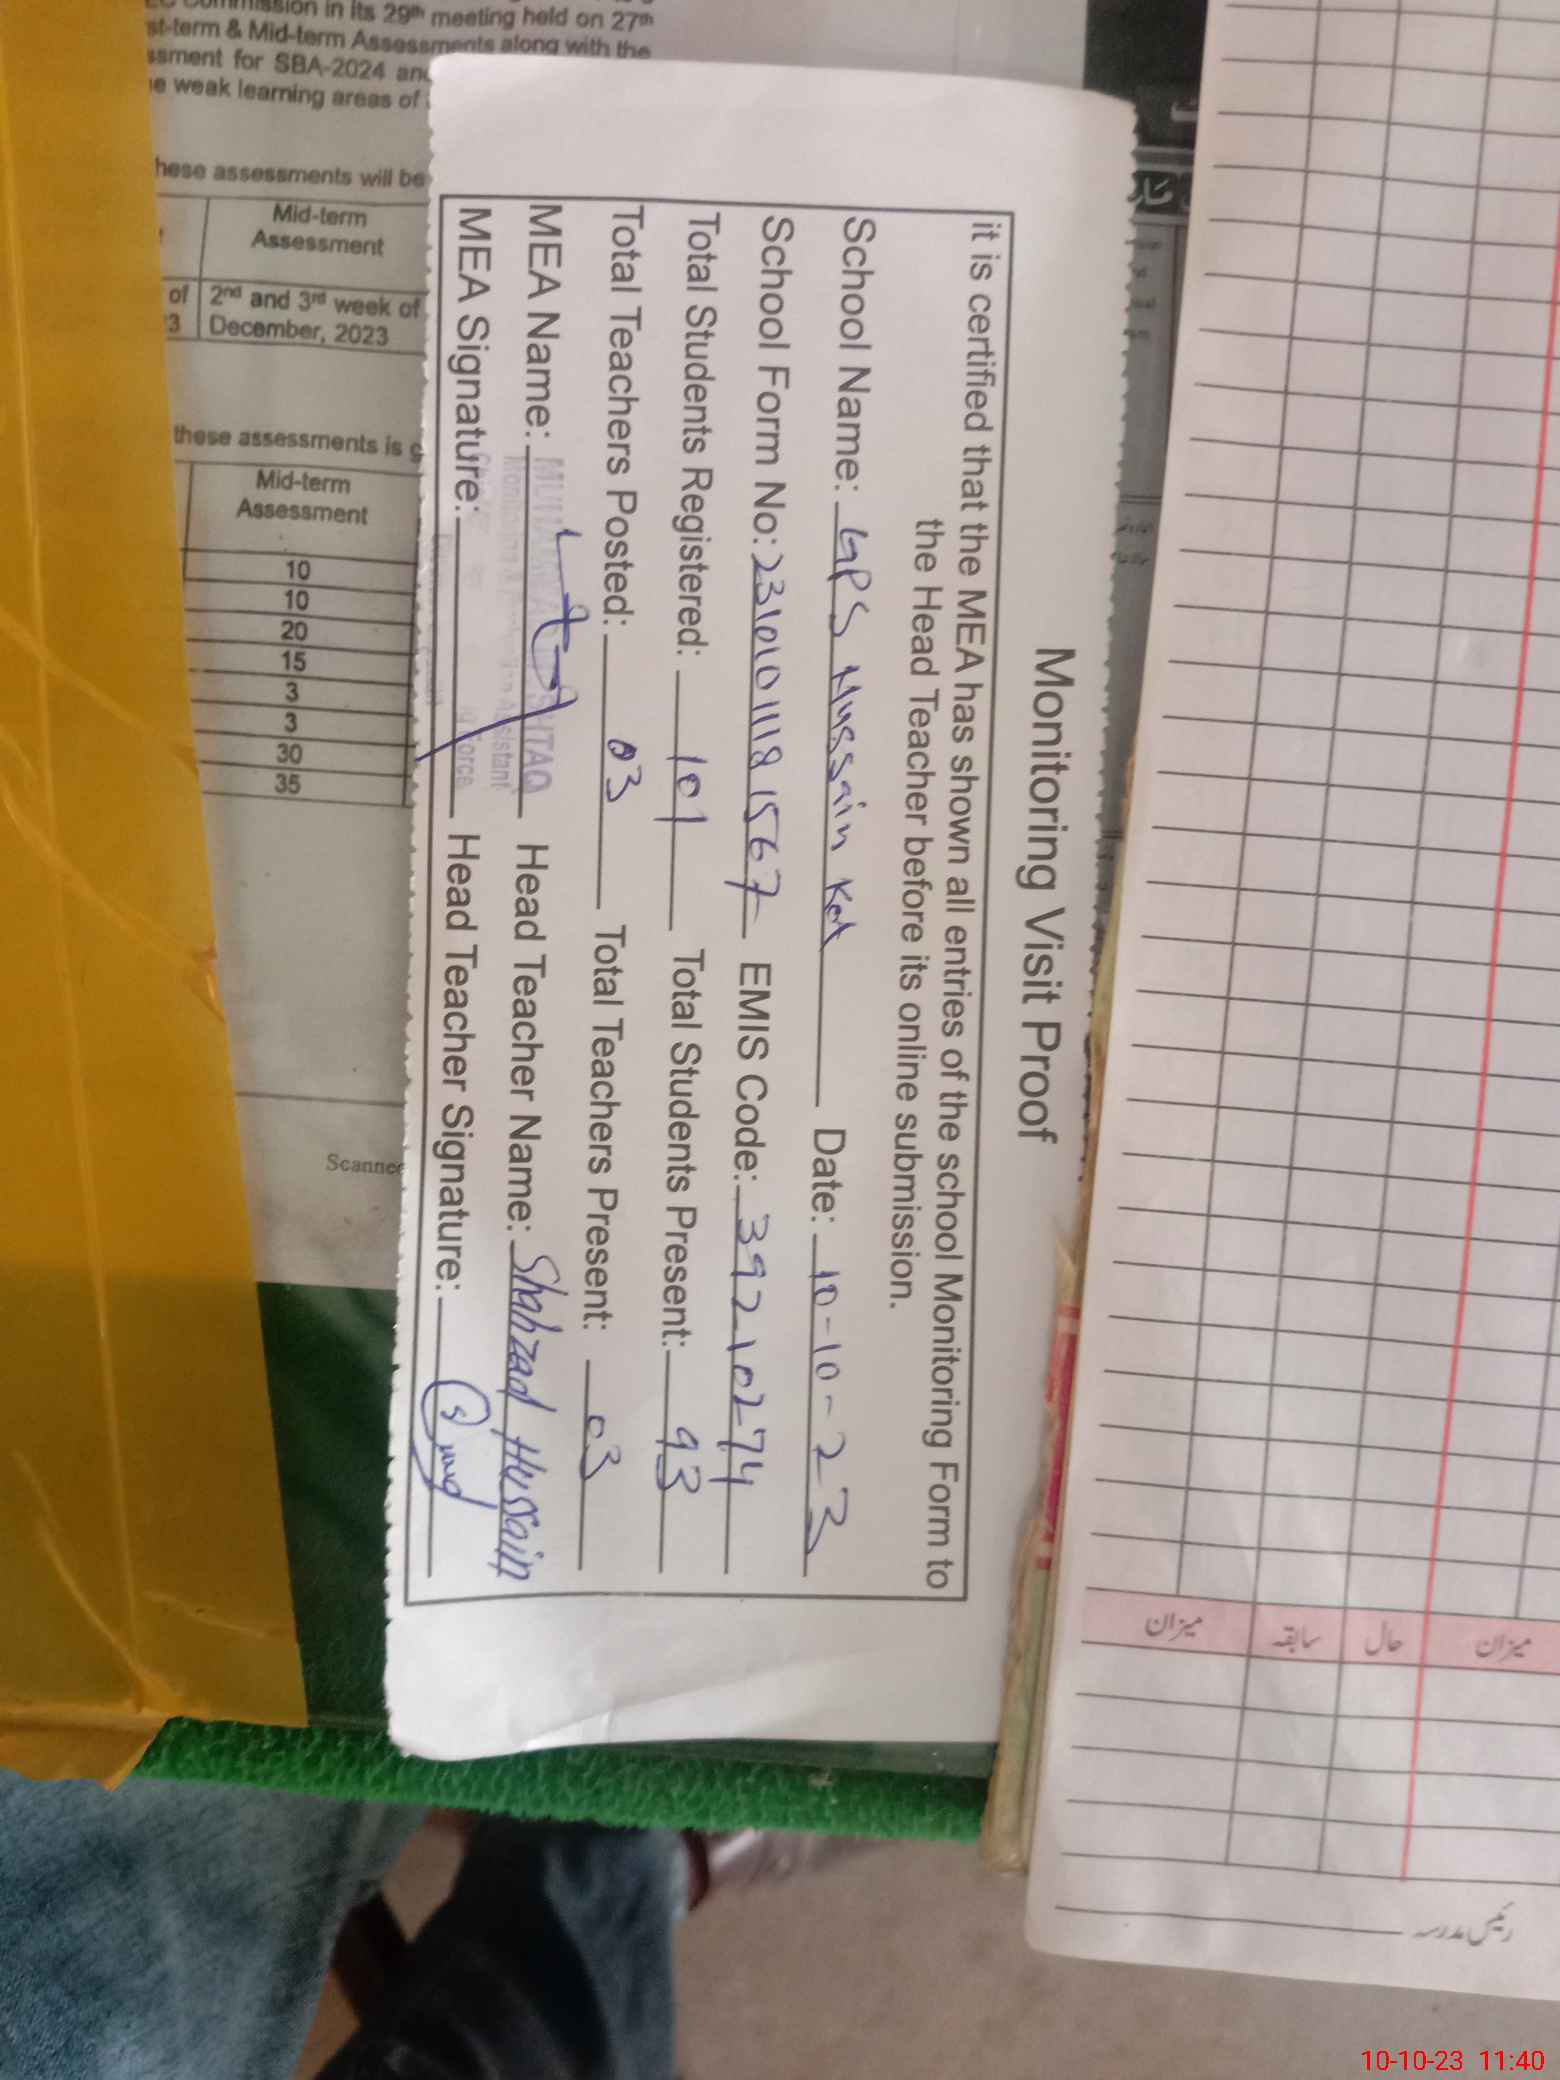 Monitoring Visit Proof
it is certified that the MEA has shown all entries of the school Monitoring Form to
the Head Teacher before its online submission.
School Name: GPS Hussain Kot Date: 10-10-23
School Form No: 23101011181567 EMIS Code: 39210274
Total Students Registered: 101 Total Students Present: 93
Total Teachers Posted: 03 Total Teachers Present: 03
MEA Name: Head Teacher Name: Shahzad Hussain
MEA Signature: Head Teacher Signature:
Commission in its 29th meeting held on 27th
st-term & Mid-term Assessments along with the
ssment for SBA-2024 and
e weak learning areas of
hese assessments will be
Mid-term
Assessment
of 2nd and 3rd week of
3 December, 2023
these assessments is
Mid-term
Assessment
10
10
20
15
3
3
30
35
Scanned
میزان حال سابقہ میزان
رئیس مدرسہ
10-10-23 11:40